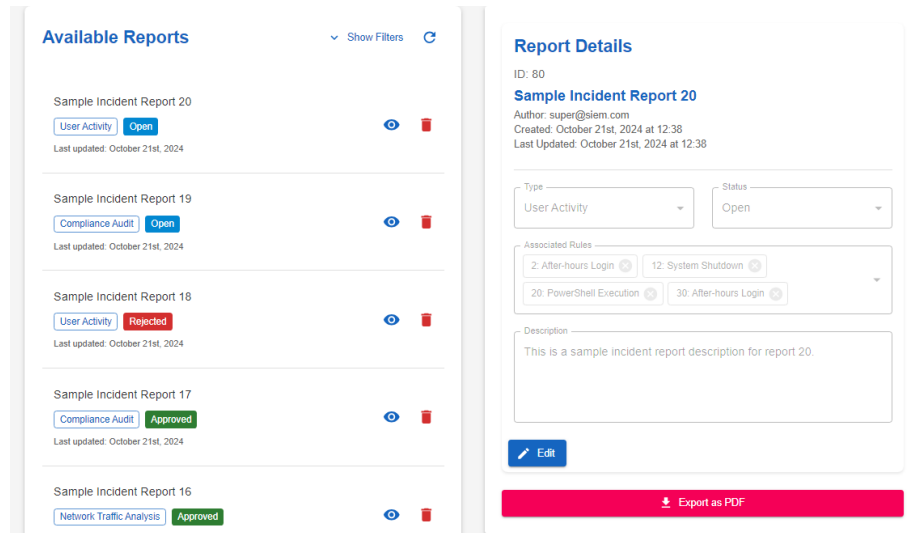 Available Reports
Show Filters
Sample Incident Report 20
User Activity Open
Last updated: October 21st, 2024
Sample Incident Report 19
Compliance Audit Open
Last updated: October 21st, 2024
Sample Incident Report 18
User Activity Rejected
Last updated: October 21st, 2024
Sample Incident Report 17
Compliance Audit Approved
Last updated: October 21st, 2024
Sample Incident Report 16
Network Traffic Analysis Approved
Report Details
ID: 80
Sample Incident Report 20
Author: super@siem.com
Created: October 21st, 2024 at 12:38
Last Updated: October 21st, 2024 at 12:38
Type
User Activity
Status
Open
Associated Rules
2: After-hours Login 12: System Shutdown
20: PowerShell Execution 30: After-hours Login
Description
This is a sample incident report description for report 20.
Edit
Export as PDF